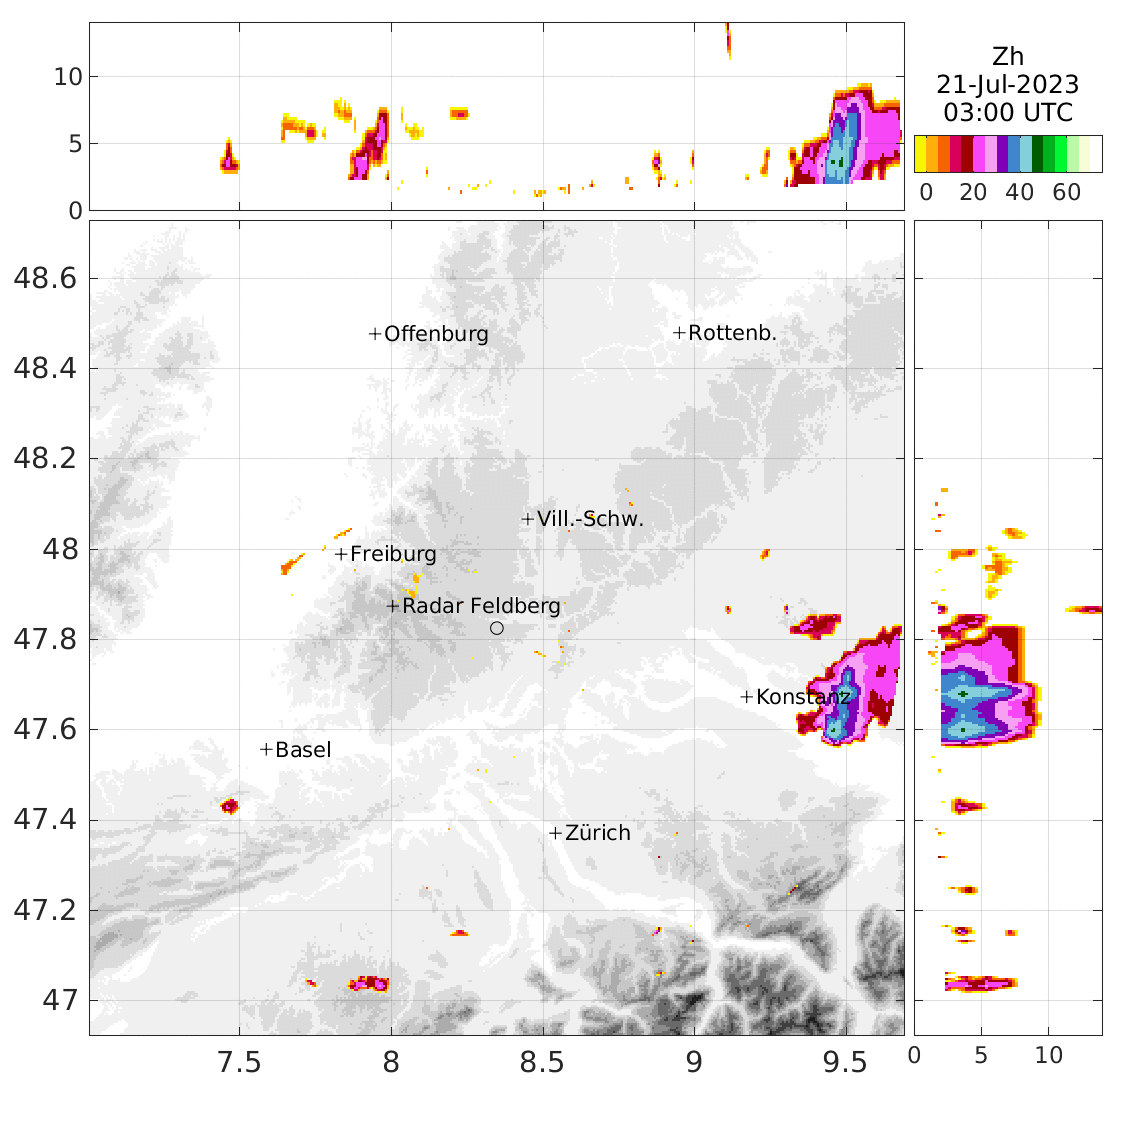 10
5
0
Zh
21-Jul-2023
03:00 UTC
0 20 40 60
48.6
48.4
48.2
48
47.8
47.6
47.4
47.2
47
Offenburg
Rottenb.
Vill.-Schw.
Freiburg
Radar Feldberg
Konstanz
Basel
Zürich
7.5 8 8.5 9 9.5
0 5 10